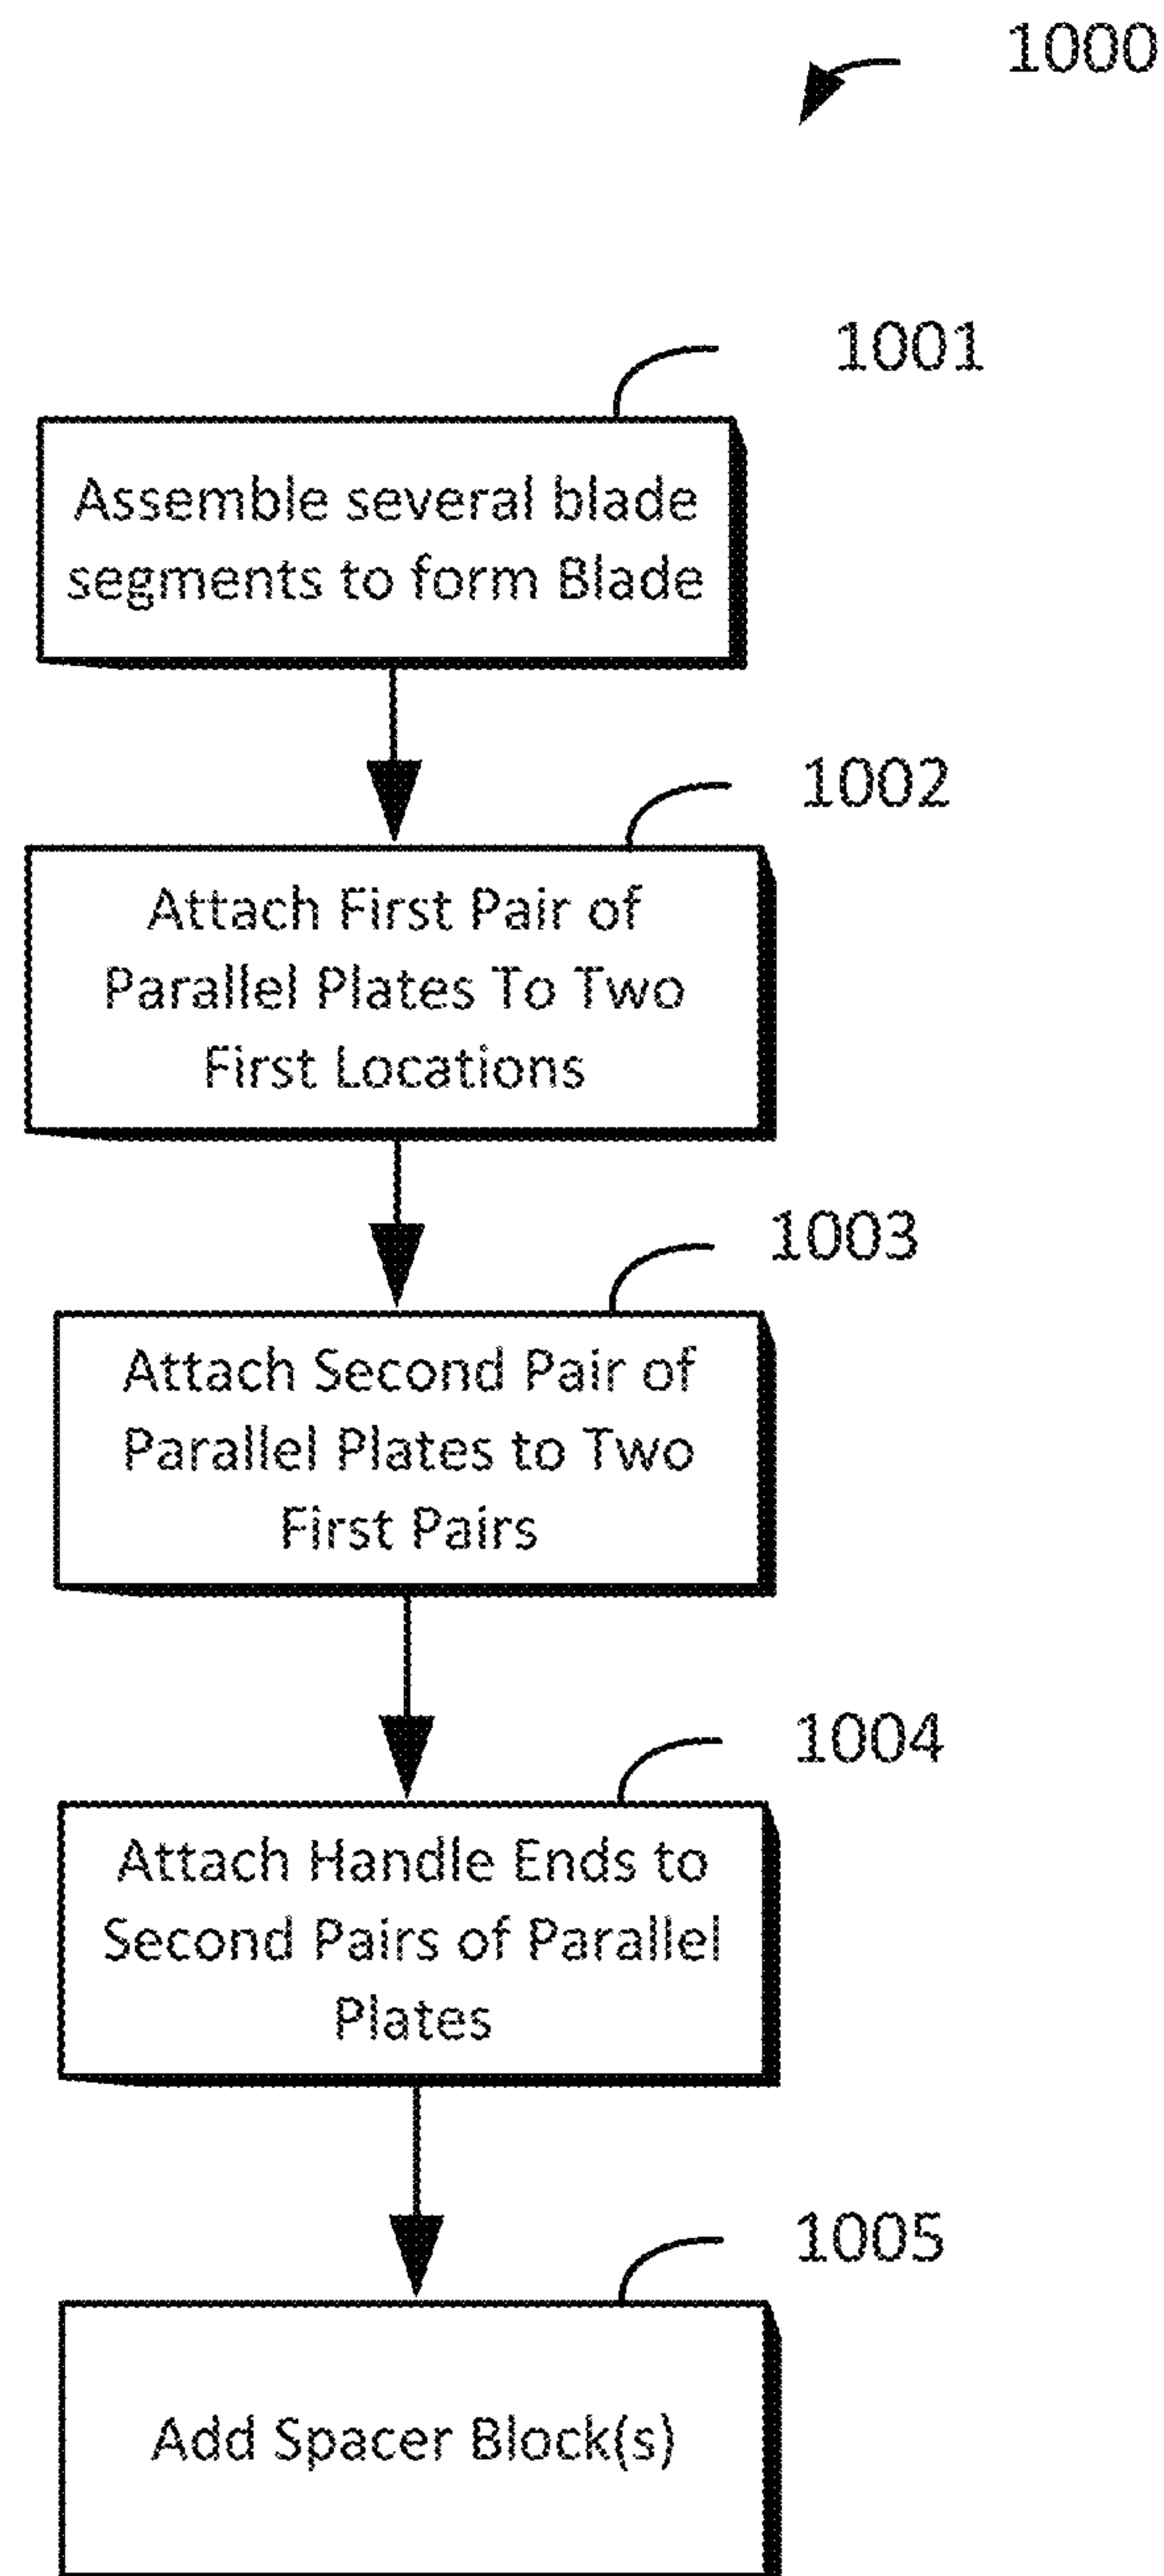 1000
1001
Assemble several blade
segments to form Blade
1002
Attach First Pair of
Parallel Plates To Two
First Locations
1003
Attach Second Pair of
Parallel Plates to Two
First Pairs
1004
Attach Handle Ends to
Second Pairs of Parallel
Plates
1005
Add Spacer Block(s)